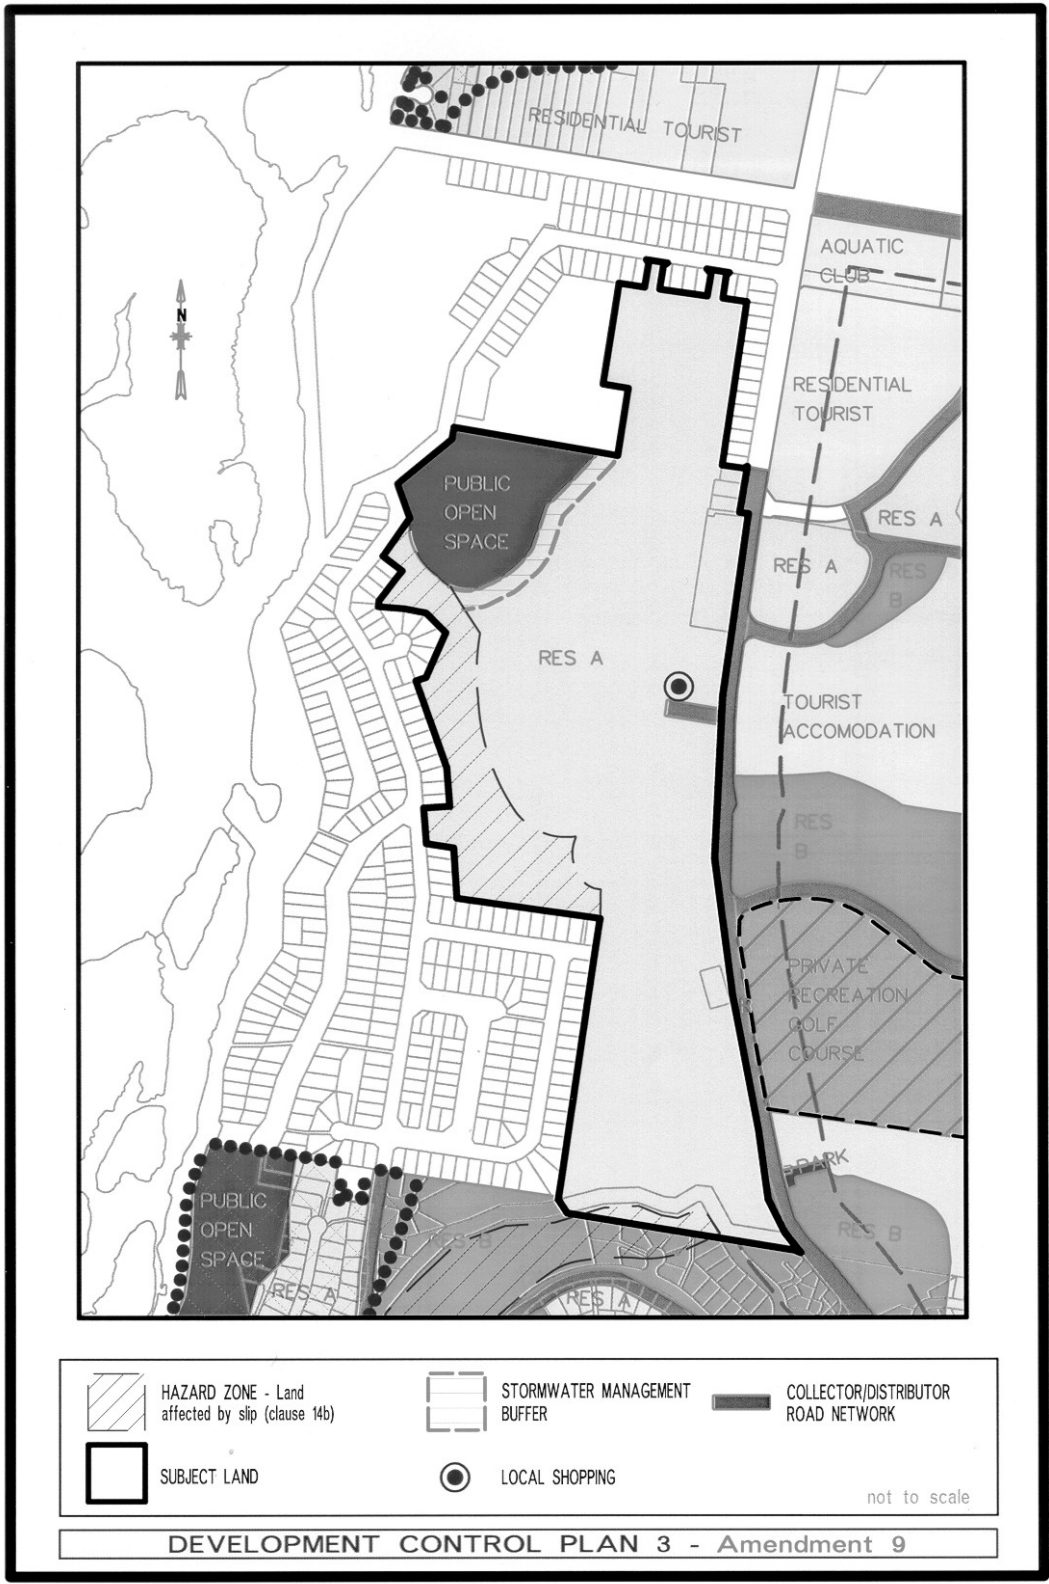 RESIDENTIAL TOURIST
AQUATIC
CLUB
N
RESIDENTIAL
TOURIST
PUBLIC
OPEN
SPACE
RES A
RES A
RES
B
RES A
TOURIST
ACCOMODATION
RES
B
PRIVATE
RECREATION
GOLF
COURSE
PARK
PUBLIC
OPEN
SPACE
RES B
RES B
RES A
RES A
HAZARD ZONE - Land
affected by slip (clause 14b)
STORMWATER MANAGEMENT
BUFFER
COLLECTOR/DISTRIBUTOR
ROAD NETWORK
SUBJECT LAND
LOCAL SHOPPING
not to scale
DEVELOPMENT CONTROL PLAN 3 - Amendment 9